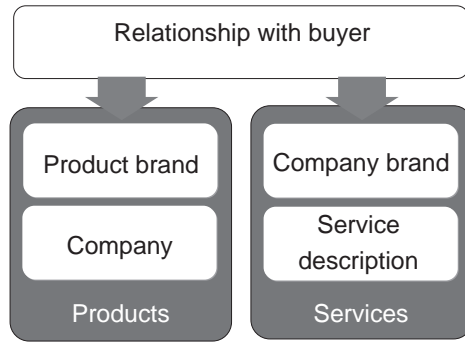 Relationship with buyer
Product brand
Company
Products
Company brand
Service
description
Services